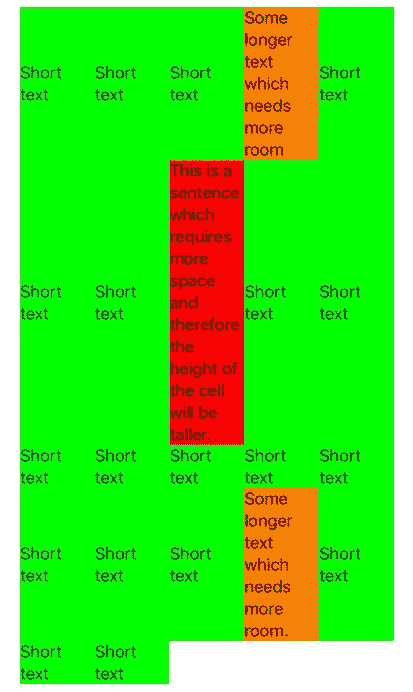 Short
text
Short
text
Short
text
Some
longer
text
which
needs
more
room
Short
text
Short
text
Short
text
This is a
sentence
which
requires
more
space
and
therefore
the
height of
the cell
will be
taller.
Short
text
Short
text
Short
text
Short
text
Short
text
Short
text
Short
text
Short
text
Short
text
Short
text
Some
longer
text
which
needs
more
room.
Short
text
Short
text
Short
text